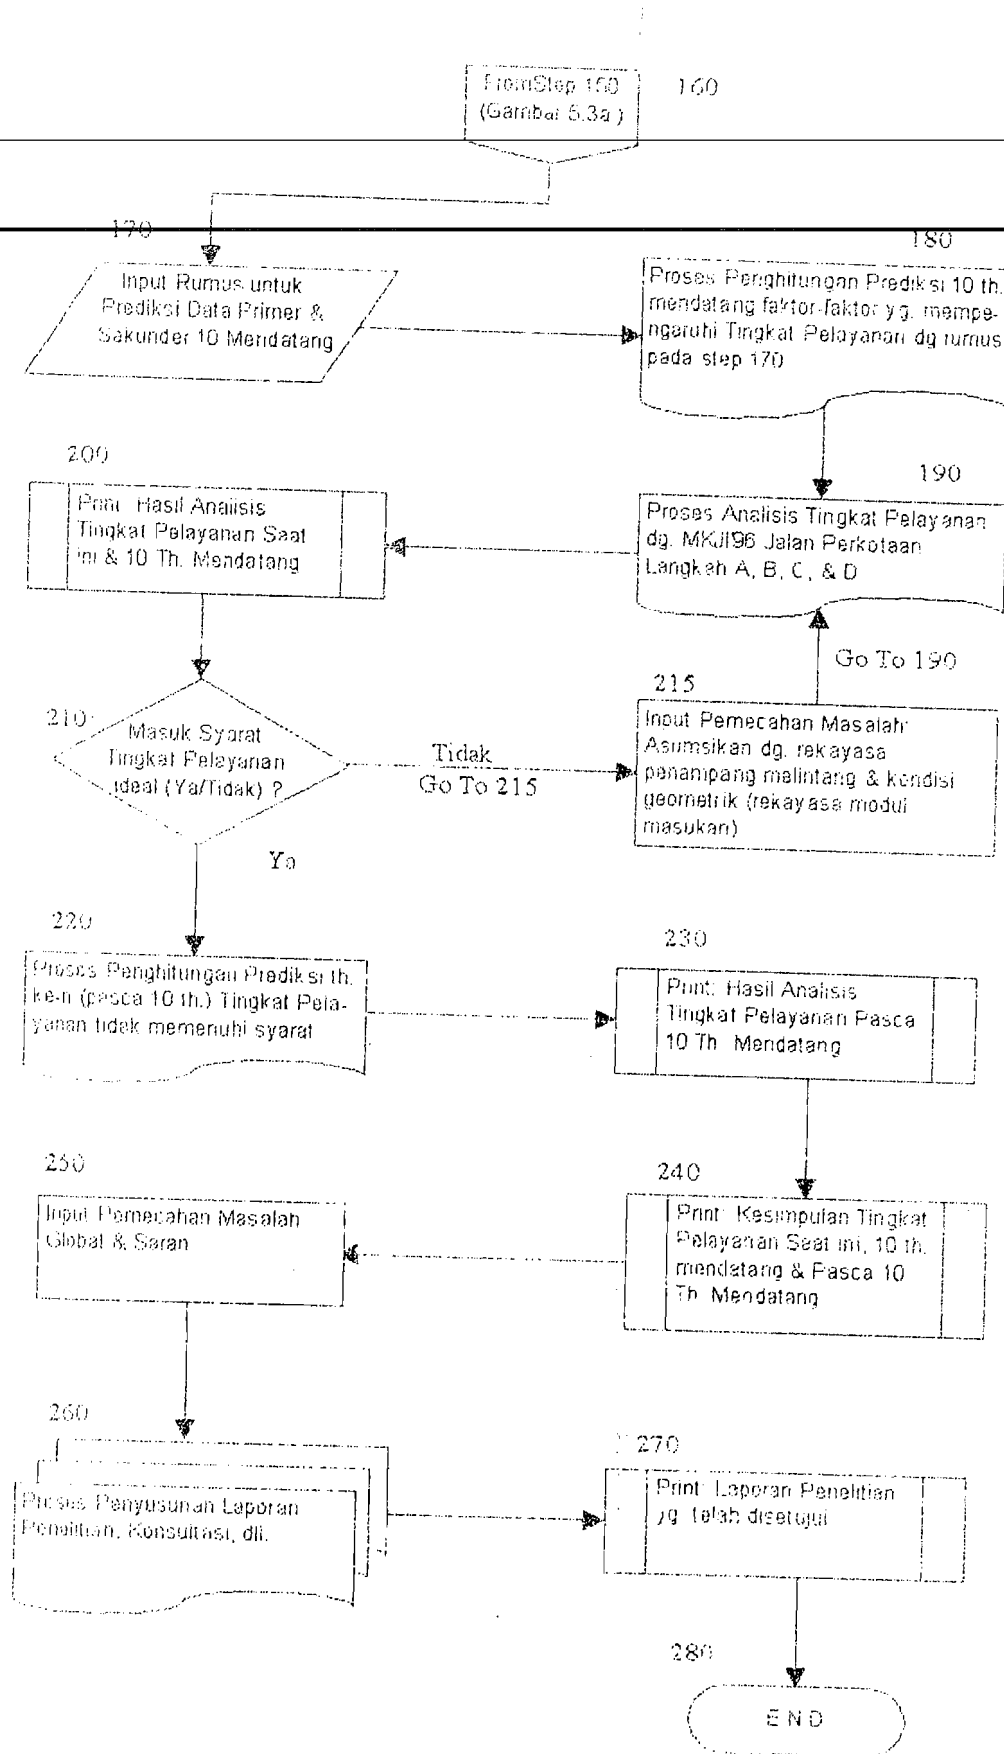 From Step 150
(Gambar 5.3a)
160
170
Input Rumus untuk
Prediksi Data Primer &
Sakunder 10 Mendatang
180
Proses Penghitungan Prediksi 10 th.
mendatang faktor-faktor yg. mempe-
ngaruhi Tingkat Pelayanan dg rumus
pada step 170
200
Print: Hasil Analisis
Tingkat Pelayanan Saat
ini & 10 Th. Mendatang
190
Proses Analisis Tingkat Pelayanan
dg. MKJI96 Jalan Perkotaan
Langkah A, B, C, & D
Go To 190
210
Masuk Syarat
Tingkat Pelayanan
ideal (Ya/Tidak) ?
Tidak
Go To 215
215
Input Pemecahan Masalah:
Asumsikan dg. rekayasa
penampang melintang & kondisi
geometrik (rekayasa modul
masukan)
Ya
220
Proses Penghitungan Prediksi th.
ke-n (pasca 10 th.) Tingkat Pela-
yanan tidak memenuhi syarat
230
Print: Hasil Analisis
Tingkat Pelayanan Pasca
10 Th. Mendatang
250
Input Pemecahan Masalah
Global & Saran
240
Print: Kesimpulan Tingkat
Pelayanan Saat ini, 10 th.
mendatang & Pasca 10
Th. Mendatang
260
Proses Penyusunan Laporan
Penelitian, Konsultasi, dll.
270
Print: Laporan Penelitian
yg. telah disetujui
280
E N D